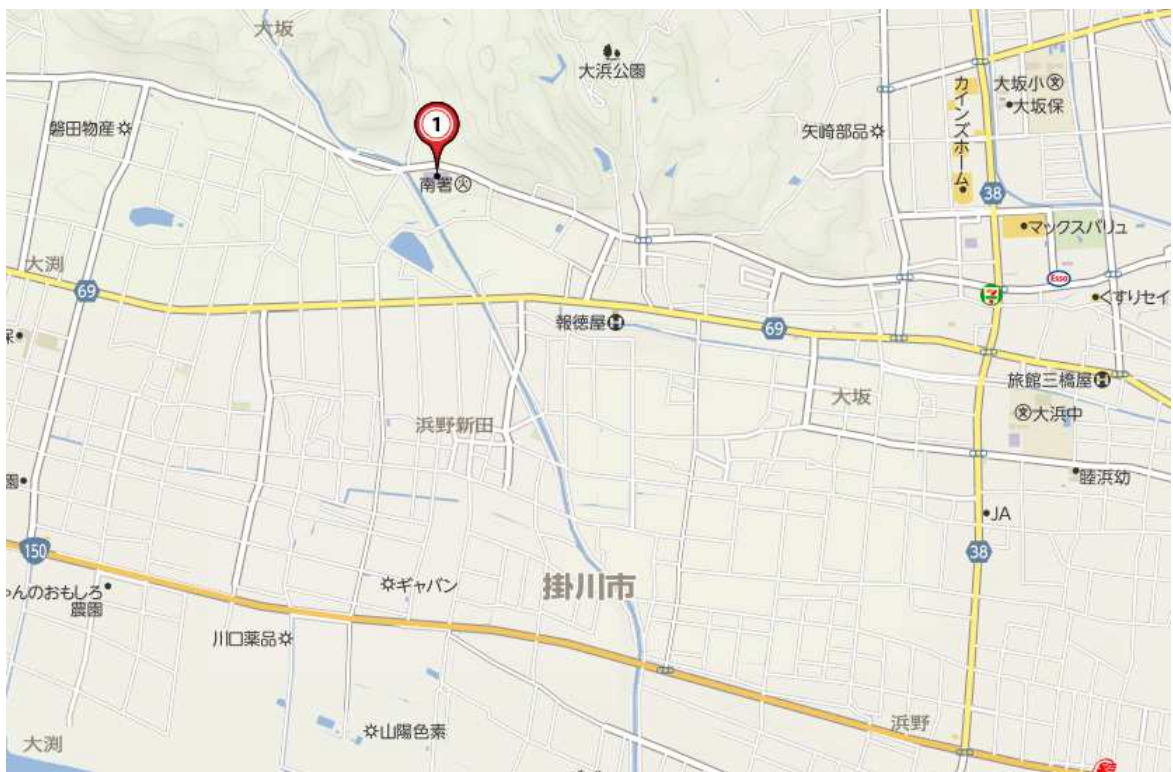 大坂
大浜公園
磐田物産
1
南署
矢崎部品
カインズホーム
大坂小
大坂保
38
マックスバリュ
大渕
69
Esso
7
くすりセイ
報徳屋
69
保
旅館三橋屋
大坂
大浜中
浜野新田
園
睦浜幼
JA
150
38
ゃんのおもしろ
農園
ギャバン
掛川市
川口薬品
山陽色素
浜野
大渕